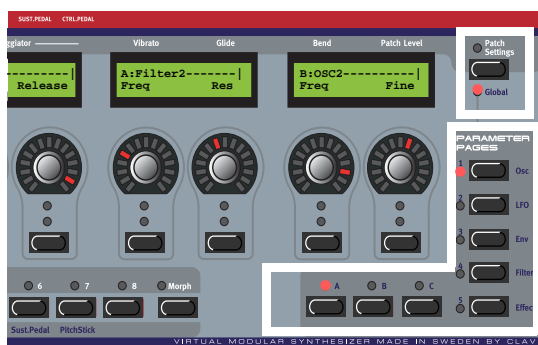 SUST.PEDAL CTRL.PEDAL
ggiator Vibrato Glide Bend Patch Level
Patch
Settings
-------| A:Filter2-------| B:OSC2-------|
Release Freq Res Freq Fine
Global
PARAMETER
PAGES
1 Osc
2 LFO
3 Env
4 Filter
5 Effec
6 7 8 Morph A B C
Sust.Pedal PitchStick
VIRTUAL MODULAR SYNTHESIZER MADE IN SWEDEN BY CLAV